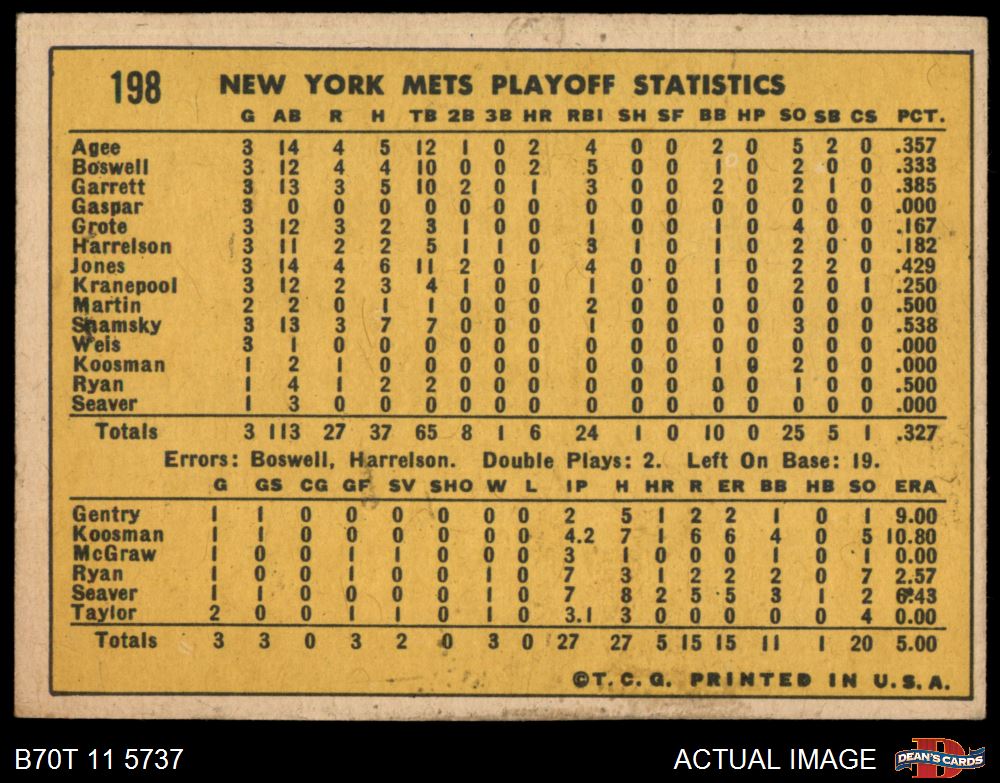 198 NEW YORK METS PLAYOFF STATISTICS
G AB R H TB 2B 3B HR RBI SH SF BB HP SO SB CS PCT.
Agee 3 14 4 5 12 1 0 2 4 0 0 2 0 5 2 0 .357
Boswell 3 12 4 4 10 0 0 2 5 0 0 1 0 2 0 0 .333
Garrett 3 13 3 5 10 2 0 1 3 0 0 2 0 2 1 0 .385
Gaspar 3 0 0 0 0 0 0 0 0 0 0 0 0 0 0 0 .000
Grote 3 12 3 2 3 1 0 0 1 0 0 1 0 4 0 0 .167
Harrelson 3 11 2 2 5 1 1 0 3 1 0 1 0 2 0 0 .182
Jones 3 14 4 6 11 2 0 1 4 0 0 1 0 2 2 0 .429
Kranepool 3 12 2 3 4 1 0 0 1 0 0 1 0 2 0 1 .250
Martin 2 2 0 1 1 0 0 0 2 0 0 0 0 0 0 0 .500
Shamsky 3 13 3 7 7 0 0 0 1 0 0 0 0 3 0 0 .538
Weis 3 1 0 0 0 0 0 0 0 0 0 0 0 0 0 0 .000
Koosman 1 2 1 0 0 0 0 0 0 0 0 1 0 2 0 0 .000
Ryan 1 4 1 2 2 0 0 0 0 0 0 0 0 1 0 0 .500
Seaver 1 3 0 0 0 0 0 0 0 0 0 0 0 0 0 0 .000
Totals 3 113 27 37 65 8 1 6 24 1 0 10 0 25 5 1 .327
Errors: Boswell, Harrelson. Double Plays: 2. Left On Base: 19.
G GS CG GF SV SHO W L IP H HR R ER BB HB SO ERA
Gentry 1 1 0 0 0 0 0 0 2 5 1 2 2 1 0 1 9.00
Koosman 1 1 0 0 0 0 0 0 4.2 7 1 6 6 4 0 5 10.80
McGraw 1 0 0 1 1 0 0 0 3 1 0 0 0 1 0 1 0.00
Ryan 1 0 0 1 0 0 1 0 7 3 1 2 2 2 0 7 2.57
Seaver 1 1 0 0 0 0 1 0 7 8 2 5 5 3 1 2 6.43
Taylor 2 0 0 1 1 0 1 0 3.1 3 0 0 0 0 0 4 0.00
Totals 3 3 0 3 2 0 3 0 27 27 5 15 15 11 1 20 5.00
©T.C.G. PRINTED IN U.S.A.
B70T 11 5737 ACTUAL IMAGE DEAN'S CARDS